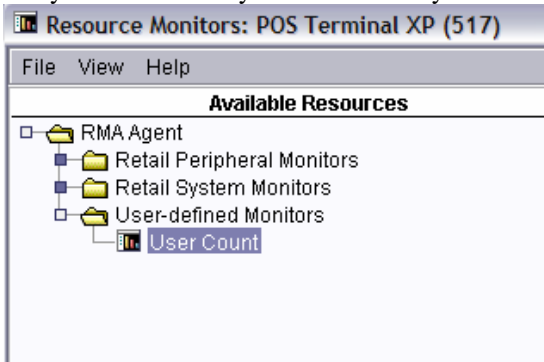 Resource Monitors: POS Terminal XP (517)
File View Help
Available Resources
RMA Agent
Retail Peripheral Monitors
Retail System Monitors
User-defined Monitors
User Count